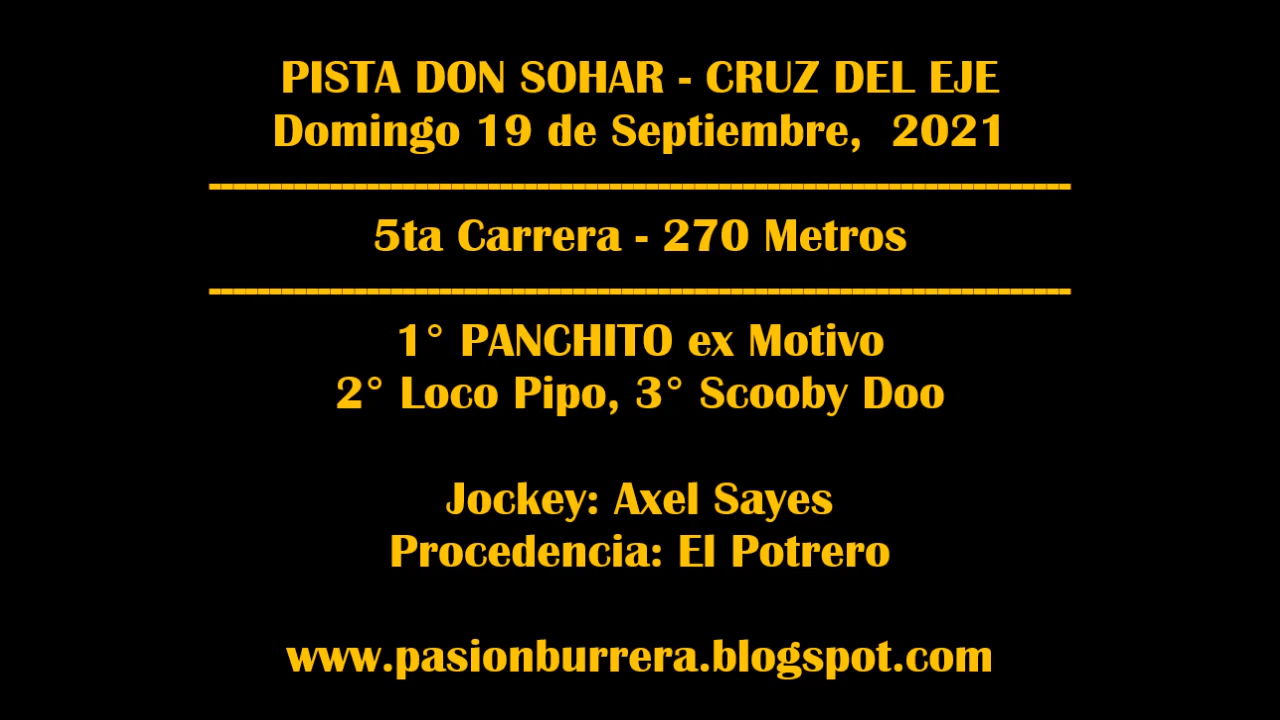 PISTA DON SOHAR - CRUZ DEL EJE
Domingo 19 de Septiembre, 2021
------------------------------------------------------------------------
5ta Carrera - 270 Metros
------------------------------------------------------------------------
1° PANCHITO ex Motivo
2° Loco Pipo, 3° Scooby Doo
Jockey: Axel Sayes
Procedencia: El Potrero
www.pasionburrera.blogspot.com